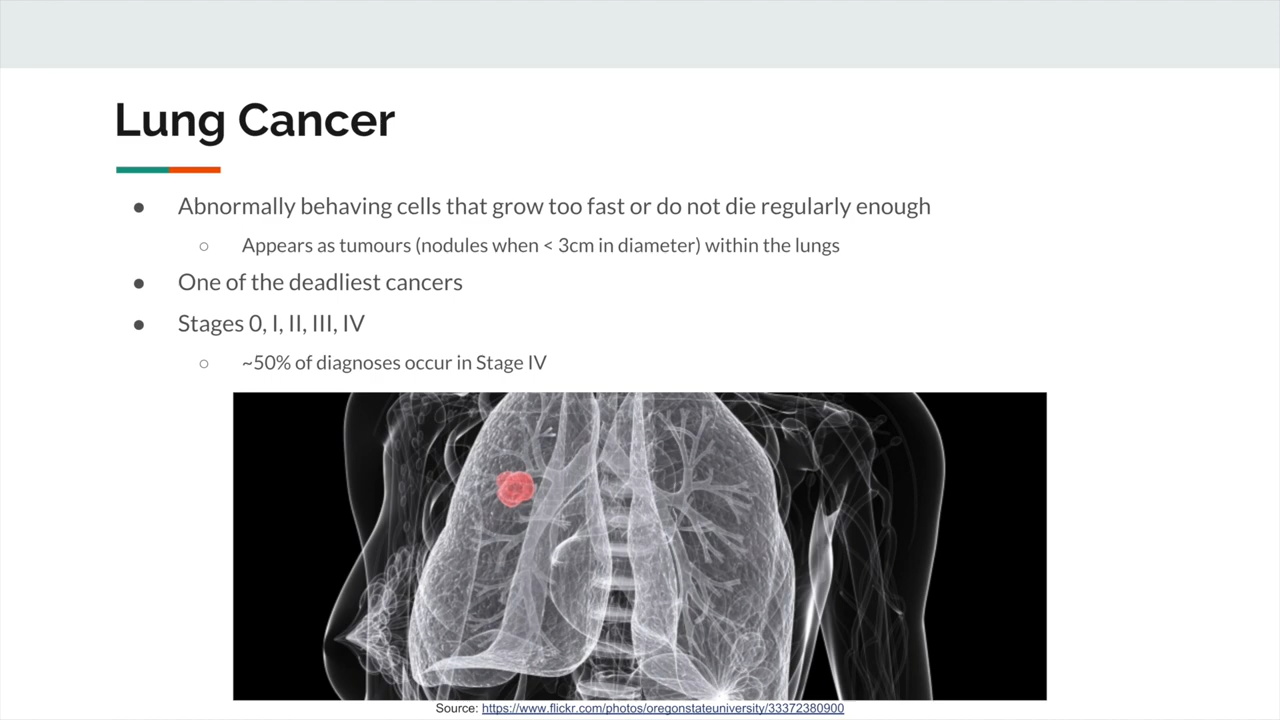 Lung Cancer
● Abnormally behaving cells that grow too fast or do not die regularly enough
○ Appears as tumours (nodules when < 3cm in diameter) within the lungs
● One of the deadliest cancers
● Stages 0, I, II, III, IV
○ ~50% of diagnoses occur in Stage IV
Source: https://www.flickr.com/photos/oregonstateuniversity/33372380900